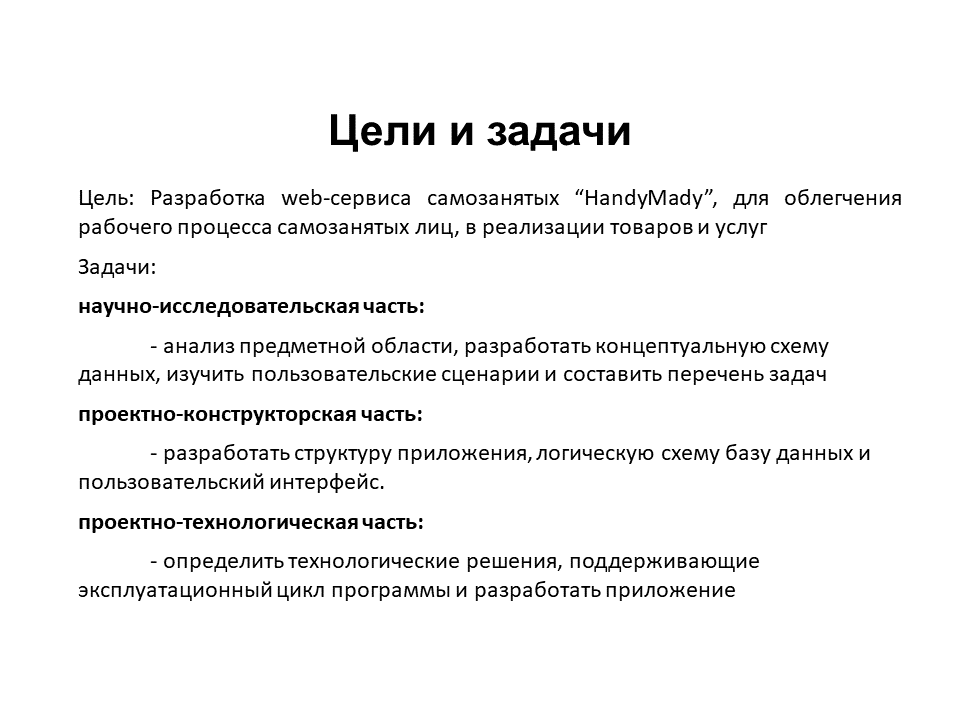 Цели и задачи
Цель: Разработка web-сервиса самозанятых “HandyMady”, для облегчения
рабочего процесса самозанятых лиц, в реализации товаров и услуг
Задачи:
научно-исследовательская часть:
- анализ предметной области, разработать концептуальную схему
данных, изучить пользовательские сценарии и составить перечень задач
проектно-конструкторская часть:
- разработать структуру приложения, логическую схему базу данных и
пользовательский интерфейс.
проектно-технологическая часть:
- определить технологические решения, поддерживающие
эксплуатационный цикл программы и разработать приложение